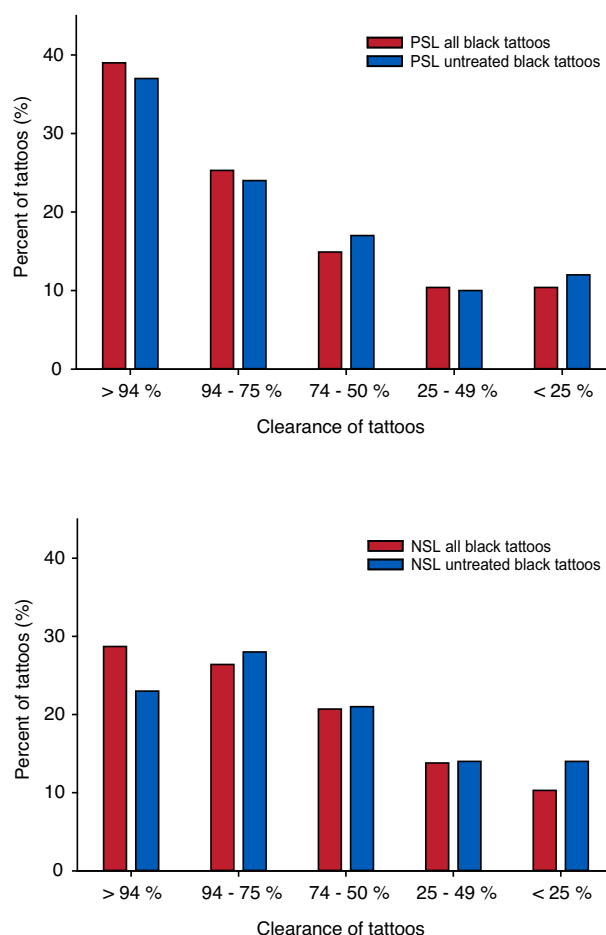 PSL all black tattoos
PSL untreated black tattoos
Percent of tattoos (%)
40
30
20
10
0
> 94 %
94 - 75 %
74 - 50 %
25 - 49 %
< 25 %
Clearance of tattoos
NSL all black tattoos
NSL untreated black tattoos
Percent of tattoos (%)
40
30
20
10
0
> 94 %
94 - 75 %
74 - 50 %
25 - 49 %
< 25 %
Clearance of tattoos